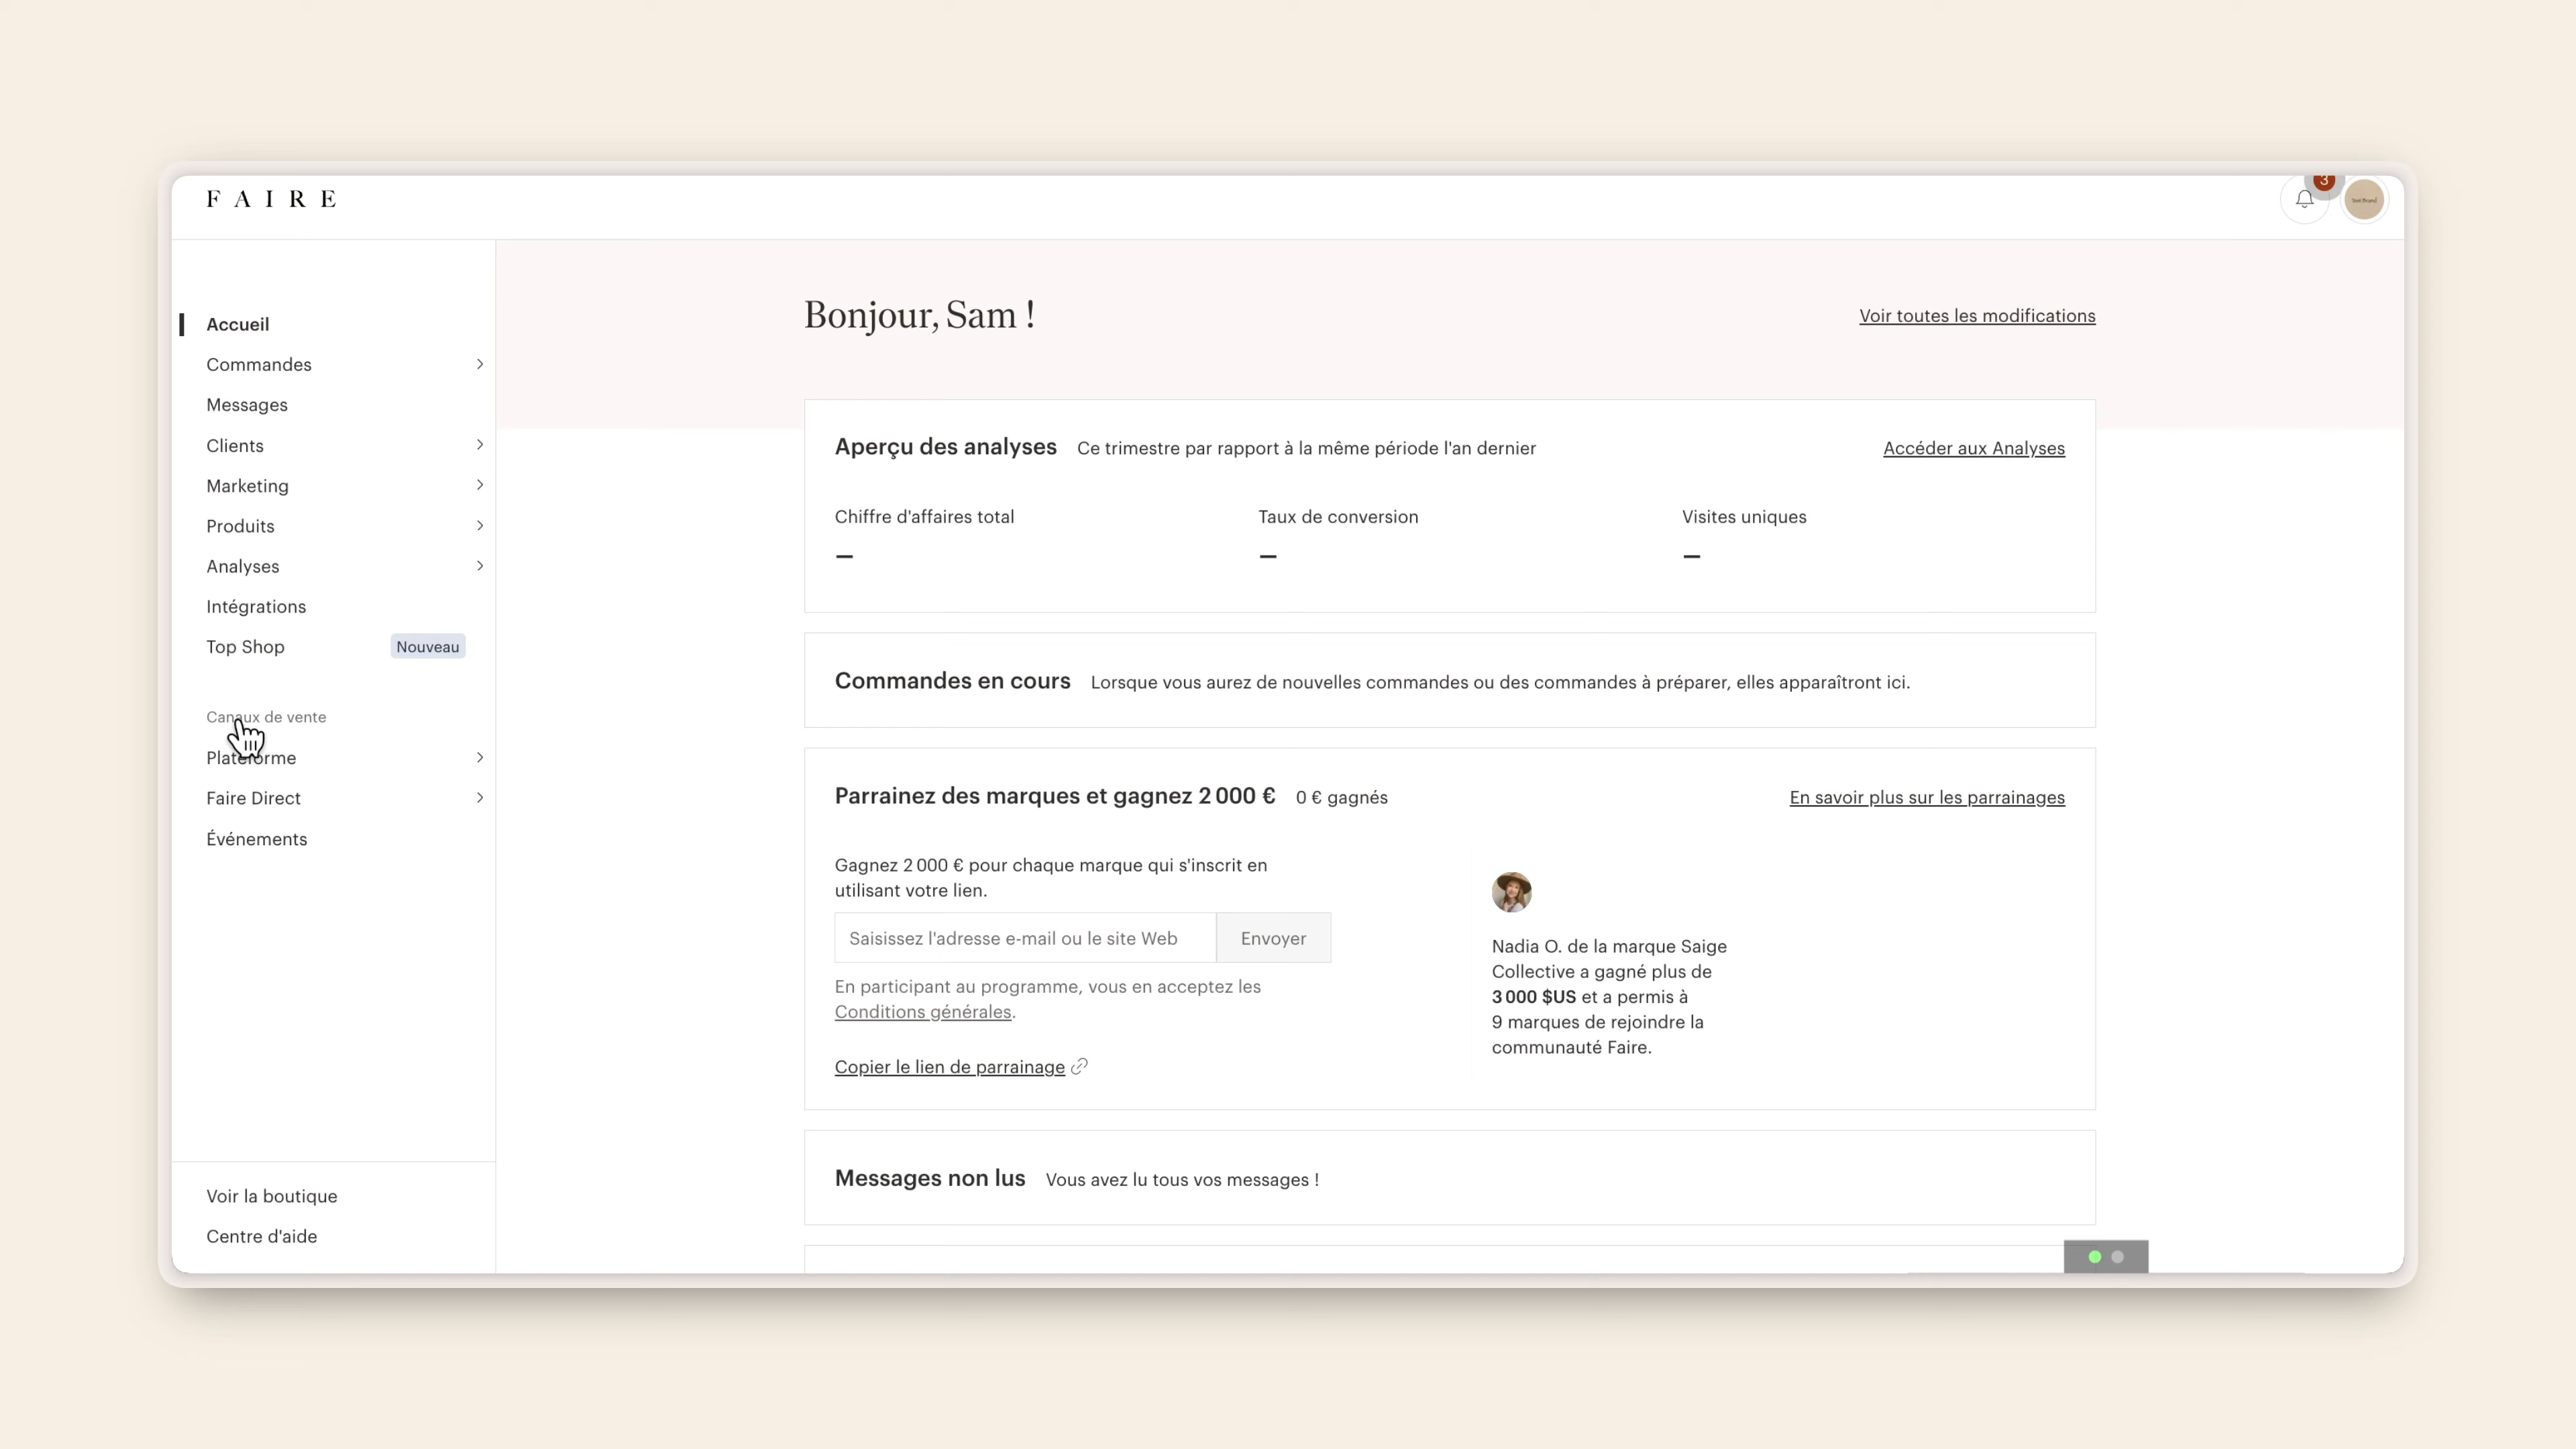 FAIRE
3
Accueil
Commandes
Messages
Clients
Marketing
Produits
Analyses
Intégrations
Top Shop
Nouveau
Canaux de vente
Plateforme
Faire Direct
Événements
Voir la boutique
Centre d'aide
Bonjour, Sam !
Voir toutes les modifications
Aperçu des analyses Ce trimestre par rapport à la même période l'an dernier
Accéder aux Analyses
Chiffre d'affaires total
Taux de conversion
Visites uniques
–
–
–
Commandes en cours Lorsque vous aurez de nouvelles commandes ou des commandes à préparer, elles apparaîtront ici.
Parrainez des marques et gagnez 2 000 € 0 € gagnés
En savoir plus sur les parrainages
Gagnez 2 000 € pour chaque marque qui s'inscrit en
utilisant votre lien.
Saisissez l'adresse e-mail ou le site Web
Envoyer
En participant au programme, vous en acceptez les
Conditions générales.
Copier le lien de parrainage
Nadia O. de la marque Saige
Collective a gagné plus de
3 000 $US et a permis à
9 marques de rejoindre la
communauté Faire.
Messages non lus Vous avez lu tous vos messages !